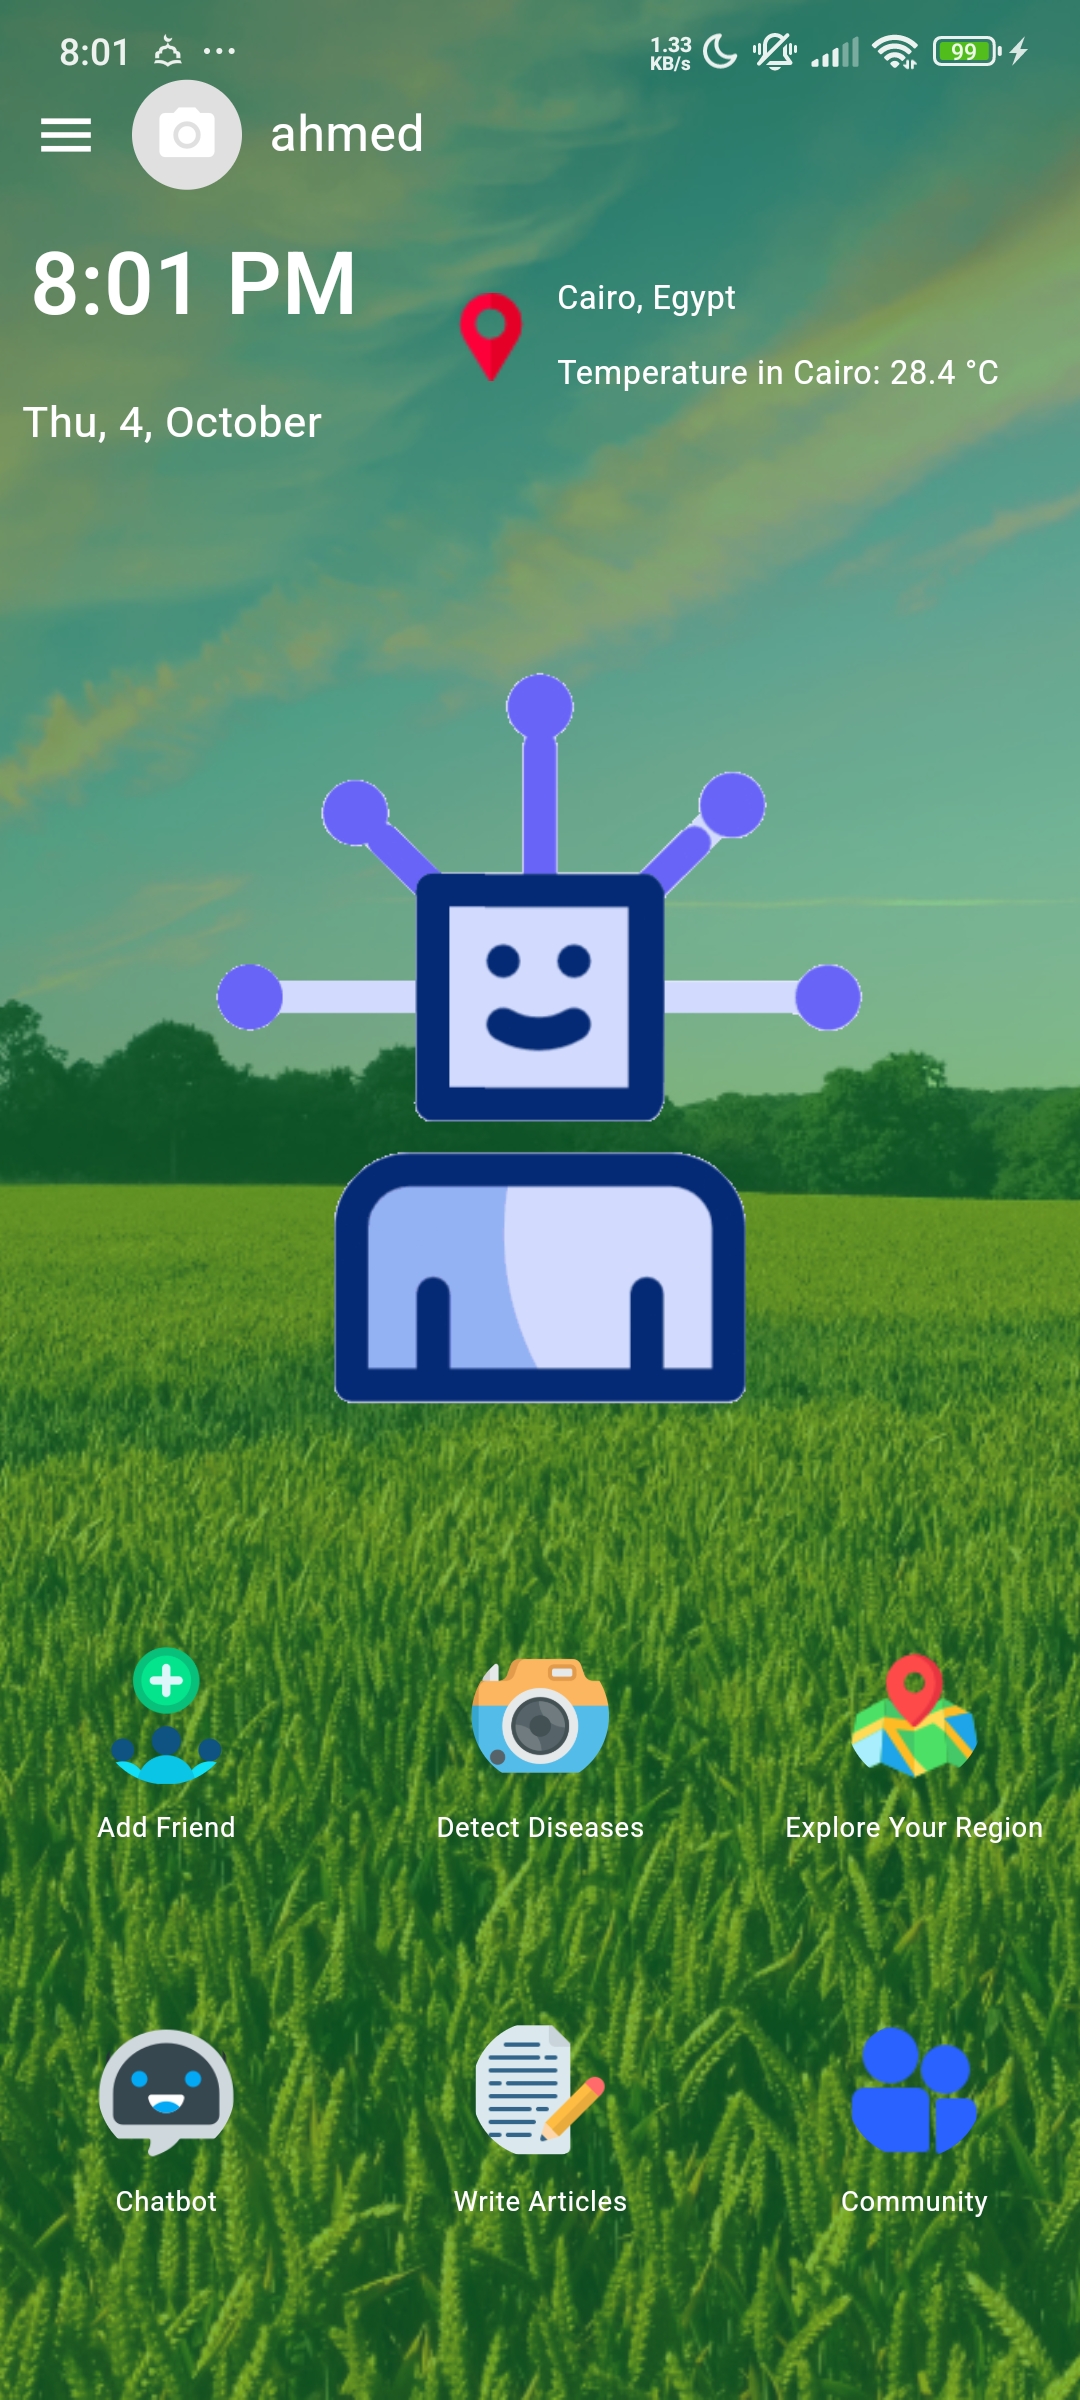 8:01
1.33
KB/s
99
ahmed
8:01 PM
Cairo, Egypt
Temperature in Cairo: 28.4 °C
Thu, 4, October
Add Friend
Detect Diseases
Explore Your Region
Chatbot
Write Articles
Community